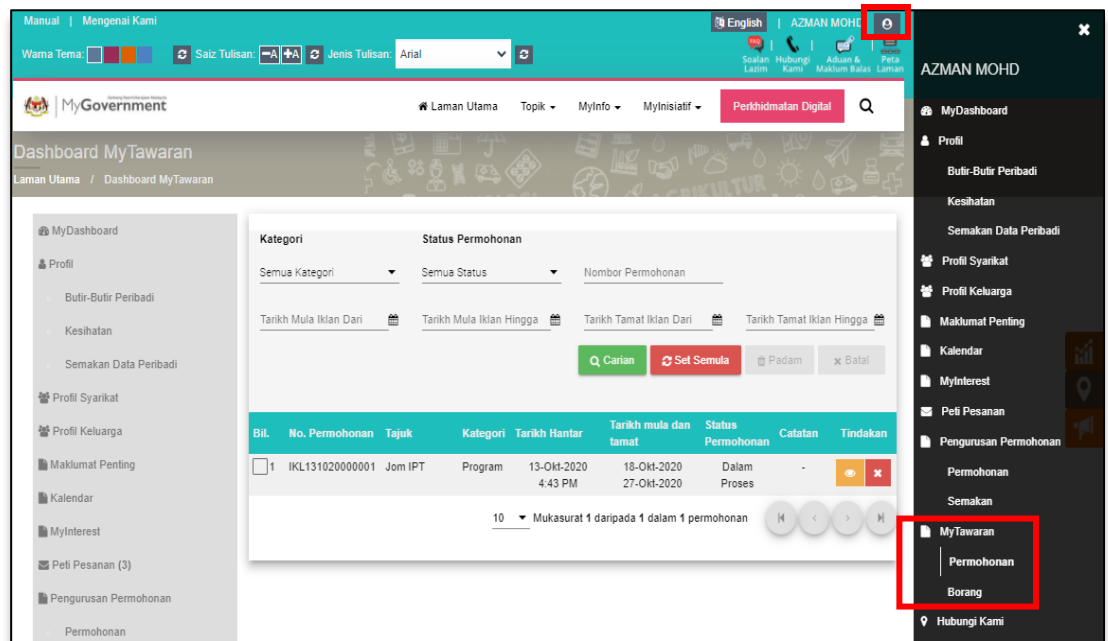 Manual | Mengenai Kami
English | AZMAN MOHD
Warna Tema:
Saiz Tulisan: -A +A
Jenis Tulisan: Arial
FAQ
Soalan Lazim
Hubungi Kami
Aduan & Maklum Balas
Peta Laman
MyGovernment
Laman Utama Topik MyInfo MyInisiatif Perkhidmatan Digital
Dashboard MyTawaran
Laman Utama / Dashboard MyTawaran
AGRIKULTUR
MyDashboard
Profil
Butir-Butir Peribadi
Kesihatan
Semakan Data Peribadi
Profil Syarikat
Profil Keluarga
Maklumat Penting
Kalendar
MyInterest
Peti Pesanan (3)
Pengurusan Permohonan
Permohonan
Kategori Status Permohonan
Semua Kategori Semua Status Nombor Permohonan
Tarikh Mula Iklan Dari Tarikh Mula Iklan Hingga Tarikh Tamat Iklan Dari Tarikh Tamat Iklan Hingga
Carian Set Semula Padam x Batal
Bil. No. Permohonan Tajuk Kategori Tarikh Hantar Tarikh mula dan tamat Status Permohonan Catatan Tindakan
1 IKL131020000001 Jom IPT Program 13-Okt-2020 4:43 PM 18-Okt-2020 27-Okt-2020 Dalam Proses -
10 Mukasurat 1 daripada 1 dalam 1 permohonan
AZMAN MOHD
MyDashboard
Profil
Butir-Butir Peribadi
Kesihatan
Semakan Data Peribadi
Profil Syarikat
Profil Keluarga
Maklumat Penting
Kalendar
MyInterest
Peti Pesanan
Pengurusan Permohonan
Permohonan
Semakan
MyTawaran
Permohonan
Borang
Hubungi Kami